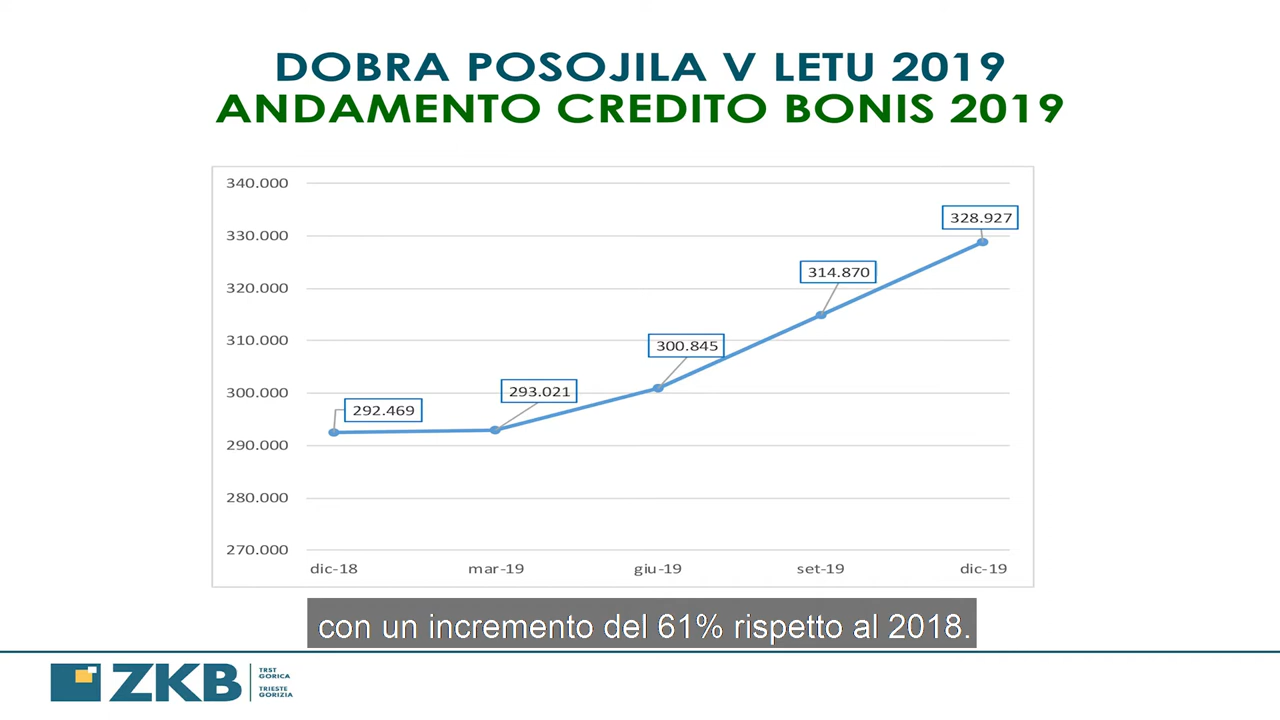 DOBRA POSOJILA V LETU 2019
ANDAMENTO CREDITO BONIS 2019
340.000
330.000
320.000
310.000
300.000
290.000
280.000
270.000
292.469
293.021
300.845
314.870
328.927
dic-18 mar-19 giu-19 set-19 dic-19
con un incremento del 61% rispetto al 2018.
ZKB
TRST
GORICA
TRIESTE
GORIZIA